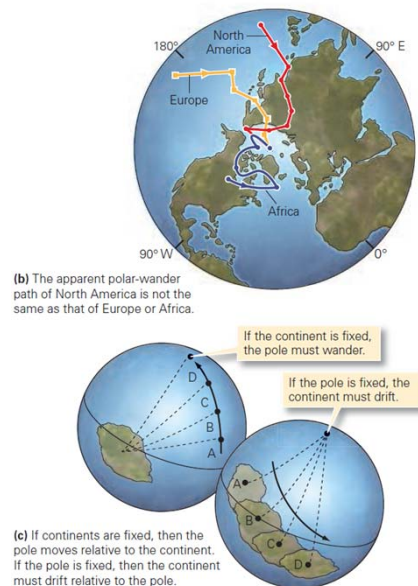 North
America
180°
90° E
Europe
Africa
90° W
0°
(b) The apparent polar-wander
path of North America is not the
same as that of Europe or Africa.
If the continent is fixed,
the pole must wander.
If the pole is fixed, the
continent must drift.
D
C
B
A
A
B
C
D
(c) If continents are fixed, then the
pole moves relative to the continent.
If the pole is fixed, then the continent
must drift relative to the pole.